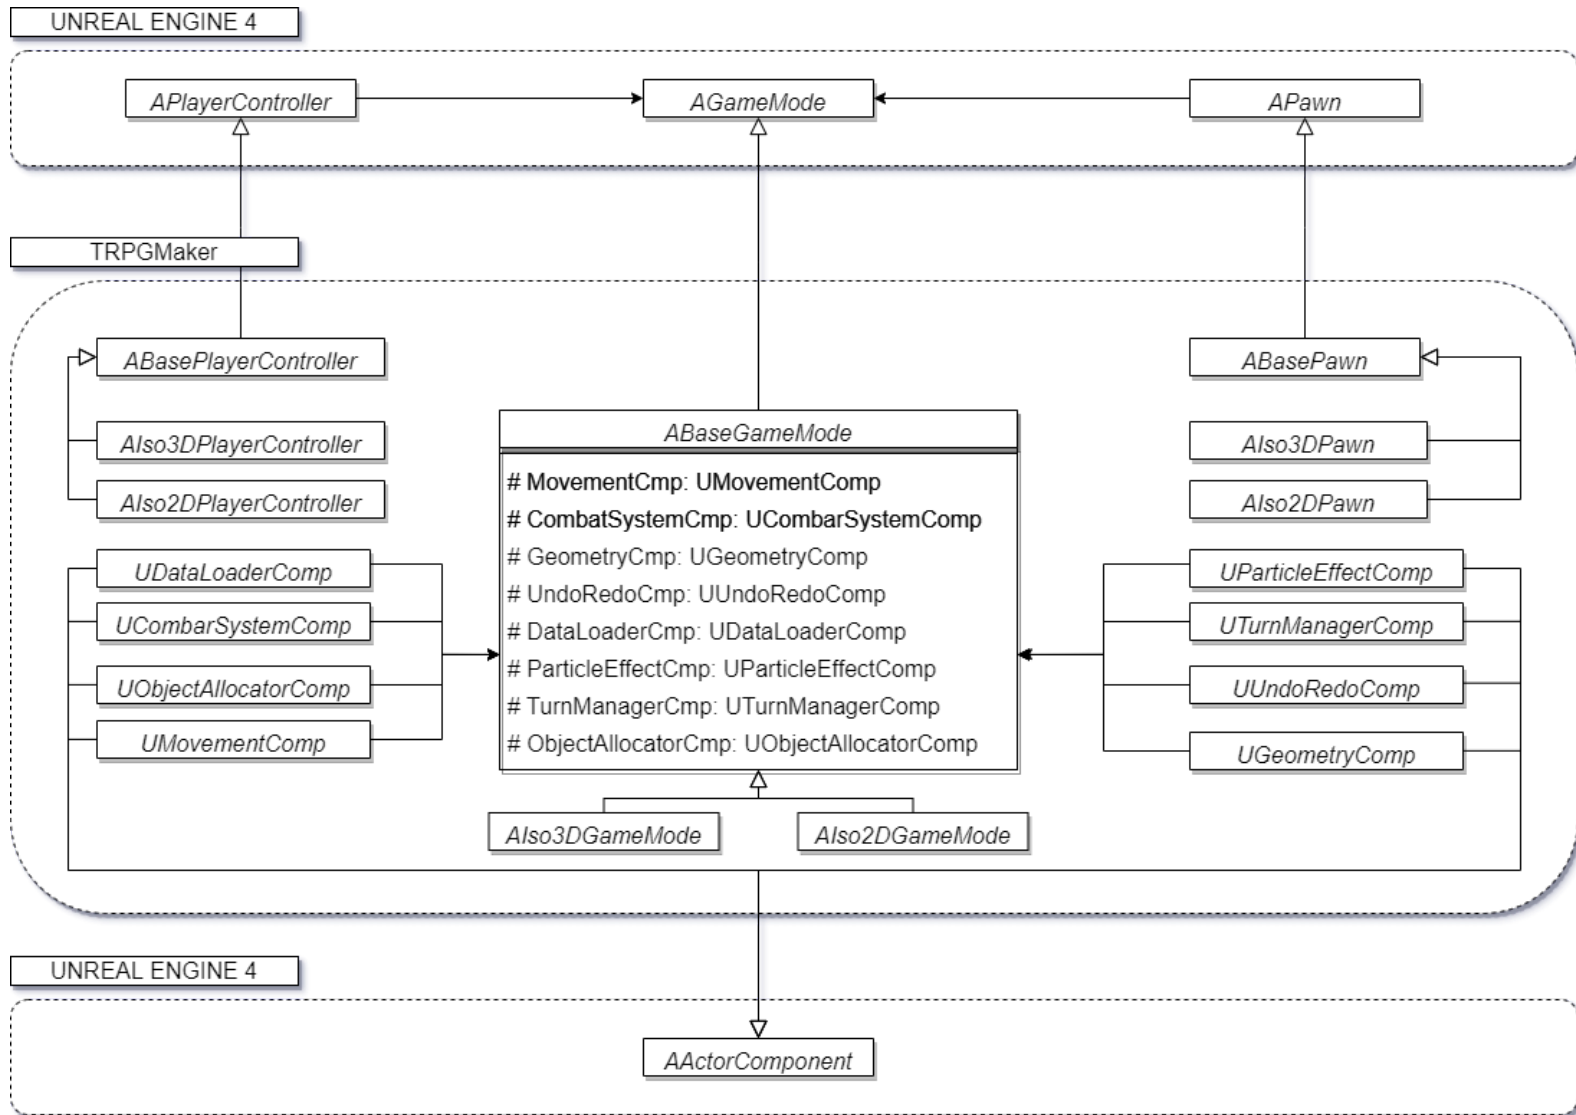 UNREAL ENGINE 4
APlayerController
AGameMode
APawn
TRPGMaker
ABasePlayerController
ABasePawn
AIso3DPlayerController
AIso2DPlayerController
AIso3DPawn
AIso2DPawn
ABaseGameMode
# MovementCmp: UMovementComp
# CombatSystemCmp: UCombarSystemComp
# GeometryCmp: UGeometryComp
# UndoRedoCmp: UUndoRedoComp
# DataLoaderCmp: UDataLoaderComp
# ParticleEffectCmp: UParticleEffectComp
# TurnManagerCmp: UTurnManagerComp
# ObjectAllocatorCmp: UObjectAllocatorComp
UDataLoaderComp
UCombarSystemComp
UObjectAllocatorComp
UMovementComp
UParticleEffectComp
UTurnManagerComp
UUndoRedoComp
UGeometryComp
AIso3DGameMode
AIso2DGameMode
UNREAL ENGINE 4
AActorComponent